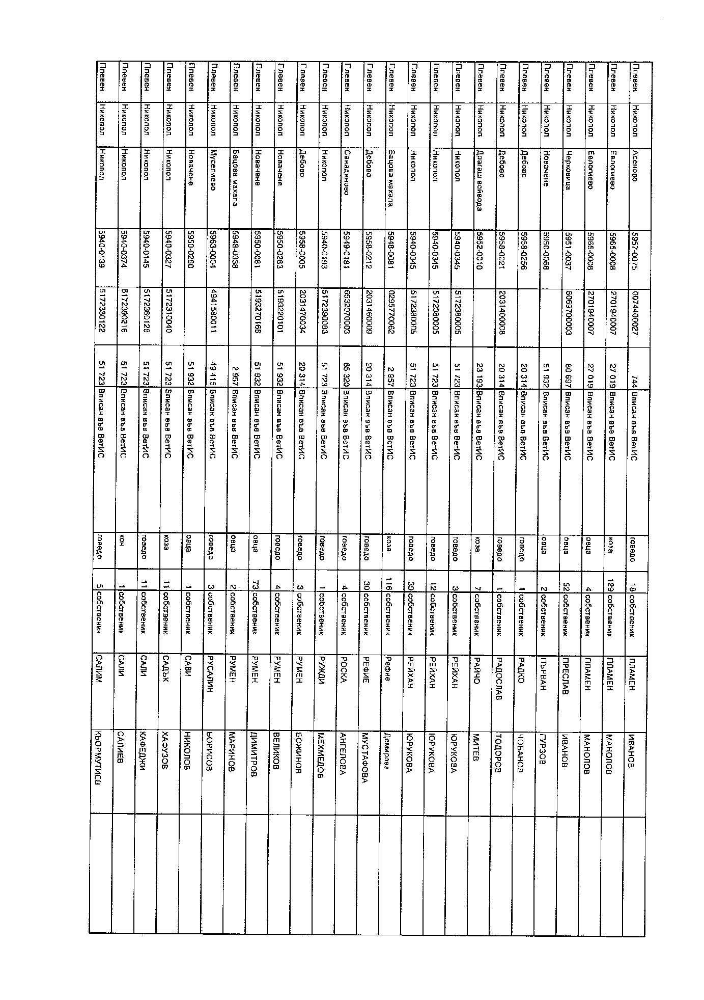 Плевен Никопол Асеново 5957-0075 0074400027 744 Вписан във ВетИС говедо 18 собственик ПЛАМЕН ИВАНОВ
Плевен Никопол Евлогиево 5965-0008 2701940007 27 019 Вписан във ВетИС коза 129 собственик ПЛАМЕН МАНОЛОВ
Плевен Никопол Евлогиево 5965-0008 2701940007 27 019 Вписан във ВетИС овца 4 собственик ПЛАМЕН МАНОЛОВ
Плевен Никопол Черковица 5951-0037 8069700003 80 697 Вписан във ВетИС овца 52 собственик ПРЕСЛАВ ИВАНОВ
Плевен Никопол Новачене 5950-0068 51 932 Вписан във ВетИС овца 2 собственик ПЪРВАН ГУРЗОВ
Плевен Никопол Дебово 5958-0256 20 314 Вписан във ВетИС говедо 1 собственик РАДКО ЧОБАНОВ
Плевен Никопол Дебово 5958-0021 2031400008 20 314 Вписан във ВетИС говедо 1 собственик РАДОСЛАВ ТОДОРОВ
Плевен Никопол Драгаш войвода 5952-0010 23 193 Вписан във ВетИС коза 7 собственик РАЙЧО МИТЕВ
Плевен Никопол Никопол 5940-0345 5172380005 51 723 Вписан във ВетИС говедо 3 собственик РЕЙХАН ЮРУКОВА
Плевен Никопол Никопол 5940-0345 5172380005 51 723 Вписан във ВетИС говедо 12 собственик РЕЙХАН ЮРУКОВА
Плевен Никопол Никопол 5940-0345 5172380005 51 723 Вписан във ВетИС говедо 39 собственик РЕЙХАН ЮРУКОВА
Плевен Никопол Бацова махала 5948-0081 0295770062 2 957 Вписан във ВетИС коза 116 собственик Рефие Демирова
Плевен Никопол Дебово 5958-0212 2031460009 20 314 Вписан във ВетИС говедо 30 собственик РЕФИЕ МУСТАФОВА
Плевен Никопол Санадиново 5949-0181 6532070003 65 320 Вписан във ВетИС говедо 4 собственик РОСКА АНГЕЛОВА
Плевен Никопол Никопол 5940-0193 5172390083 51 723 Вписан във ВетИС говедо 1 собственик РУЖДИ МЕХМЕДОВ
Плевен Никопол Дебово 5958-0005 2031470034 20 314 Вписан във ВетИС говедо 3 собственик РУМЕН БОЖИНОВ
Плевен Никопол Новачене 5950-0283 5193220101 51 932 Вписан във ВетИС говедо 4 собственик РУМЕН ВЕЛИКОВ
Плевен Никопол Новачене 5950-0081 5193270168 51 932 Вписан във ВетИС овца 73 собственик РУМЕН ДИМИТРОВ
Плевен Никопол Бацова махала 5948-0038 2 957 Вписан във ВетИС овца 2 собственик РУМЕН МАРИНОВ
Плевен Никопол Муселиево 5963-0004 4941580011 49 415 Вписан във ВетИС говедо 3 собственик РУСАЛИН БОРИСОВ
Плевен Никопол Новачене 5950-0260 51 932 Вписан във ВетИС овца 1 собственик САВИ НИКОЛОВ
Плевен Никопол Никопол 5940-0327 5172310040 51 723 Вписан във ВетИС коза 11 собственик САДЪК ХАФУЗОВ
Плевен Никопол Никопол 5940-0145 5172360128 51 723 Вписан във ВетИС говедо 11 собственик САЛИ КАФЕДЖИ
Плевен Никопол Никопол 5940-0374 5172390216 51 723 Вписан във ВетИС кон 1 собственик САЛИ САЛИЕВ
Плевен Никопол Никопол 5940-0139 5172330122 51 723 Вписан във ВетИС говедо 5 собственик САЛИМ КЬОРМУТИЕВ